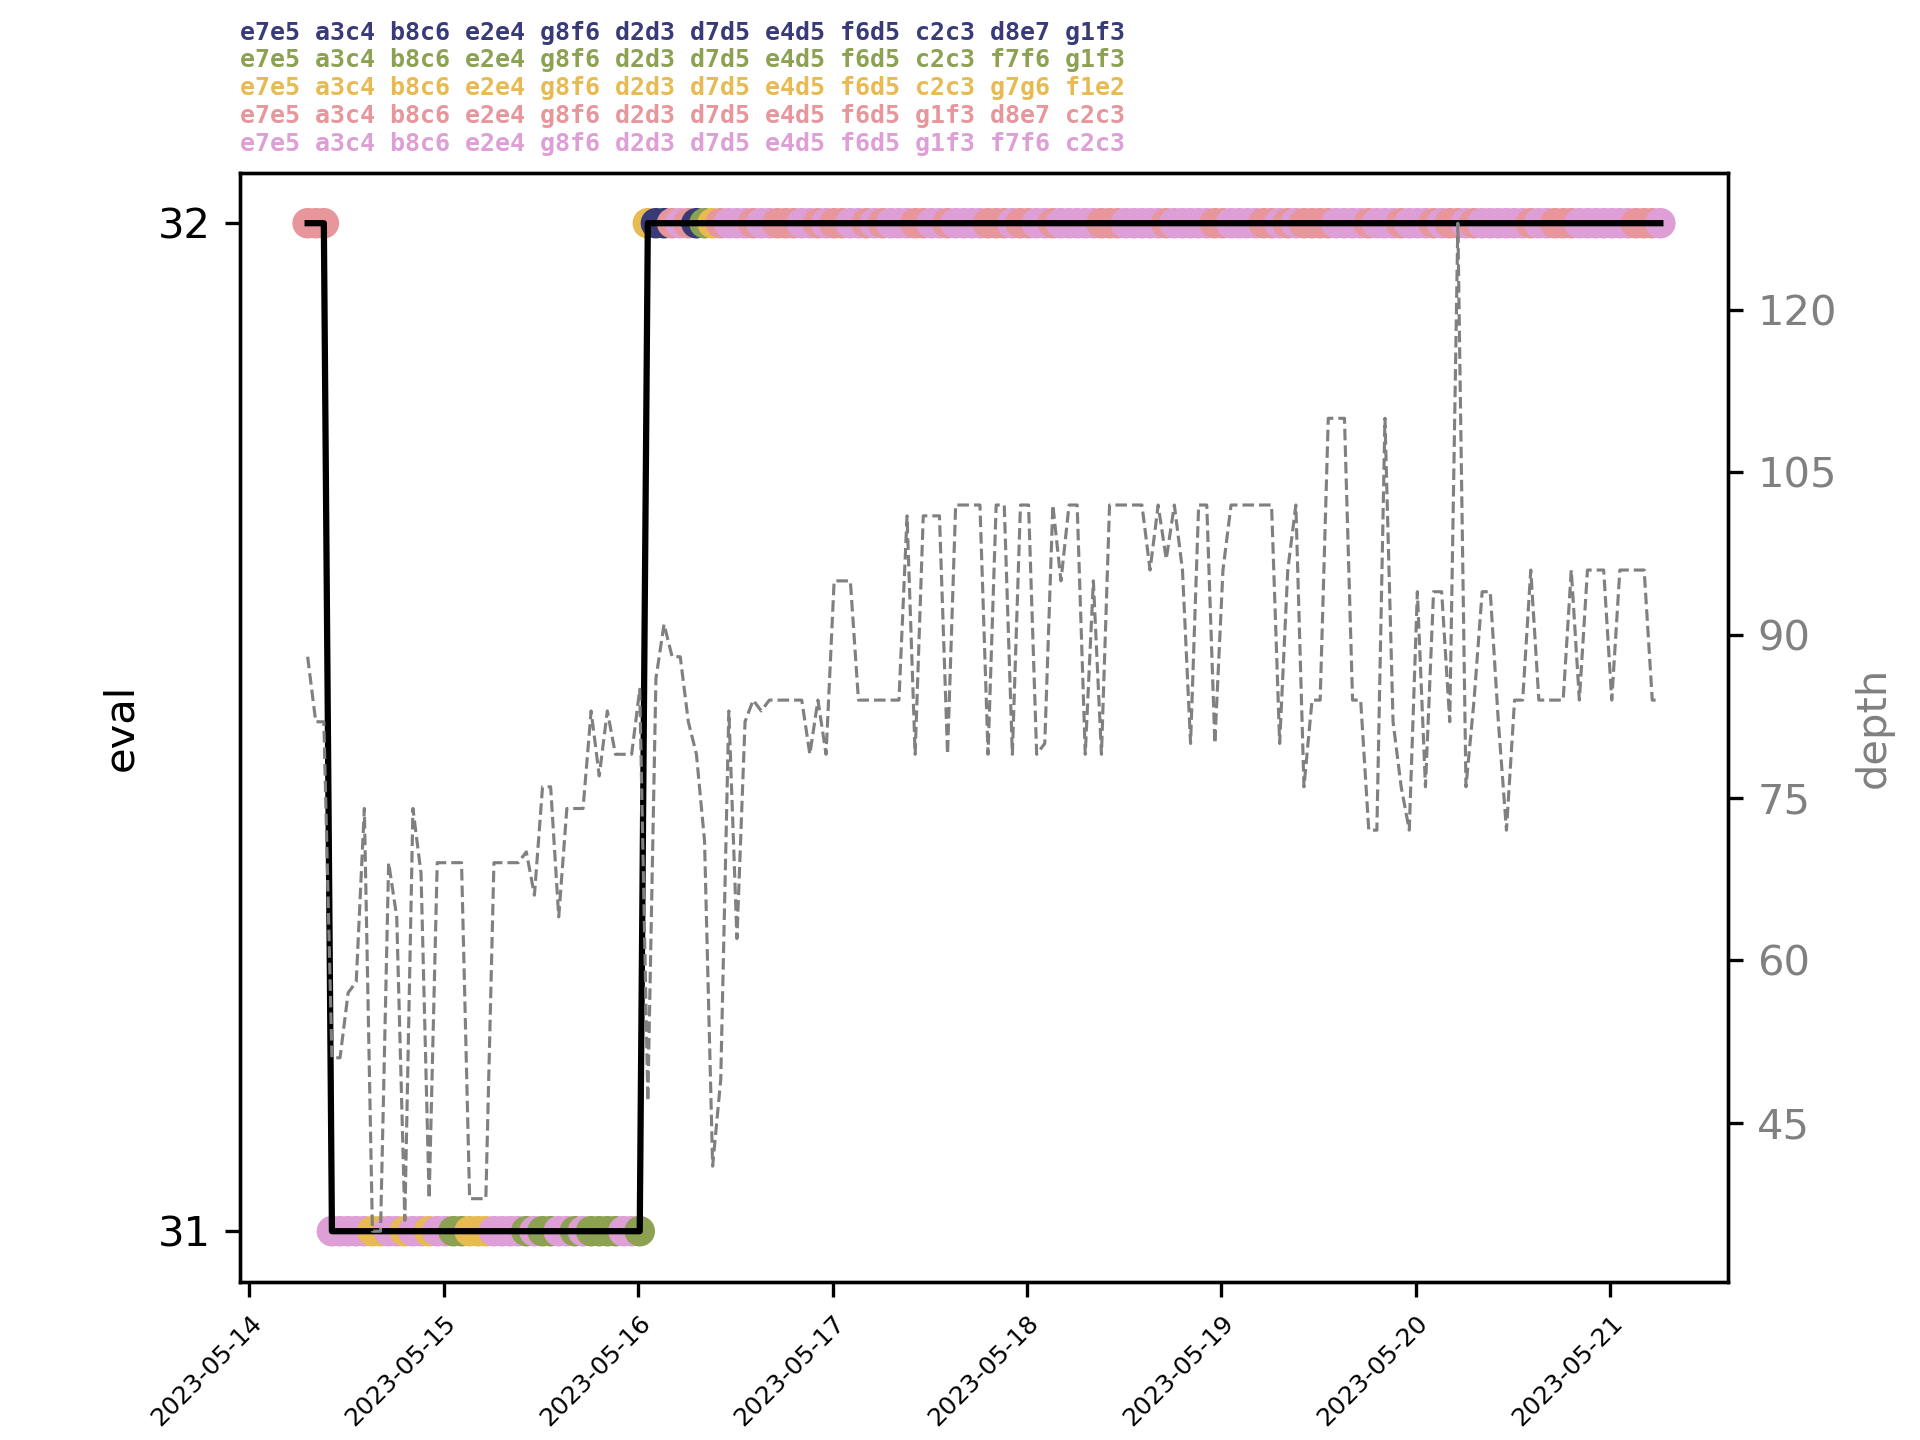 e7e5 a3c4 b8c6 e2e4 g8f6 d2d3 d7d5 e4d5 f6d5 c2c3 d8e7 g1f3
e7e5 a3c4 b8c6 e2e4 g8f6 d2d3 d7d5 e4d5 f6d5 c2c3 f7f6 g1f3
e7e5 a3c4 b8c6 e2e4 g8f6 d2d3 d7d5 e4d5 f6d5 c2c3 g7g6 f1e2
e7e5 a3c4 b8c6 e2e4 g8f6 d2d3 d7d5 e4d5 f6d5 g1f3 d8e7 c2c3
e7e5 a3c4 b8c6 e2e4 g8f6 d2d3 d7d5 e4d5 f6d5 g1f3 f7f6 c2c3
32
31
eval
120
105
90
75
60
45
depth
2023-05-14
2023-05-15
2023-05-16
2023-05-17
2023-05-18
2023-05-19
2023-05-20
2023-05-21